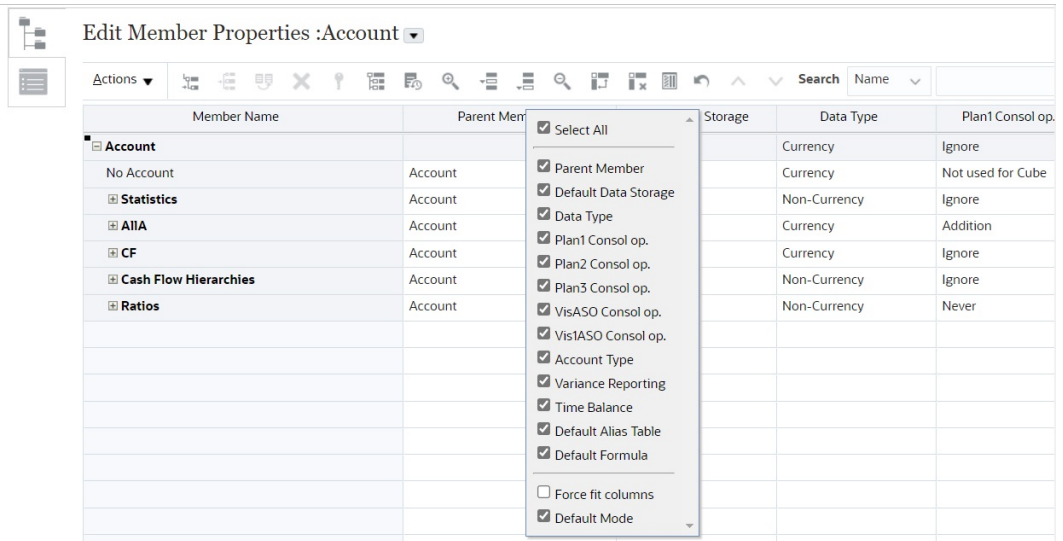 Edit Member Properties :Account
Actions Search Name
Member Name Parent Mem Storage Data Type Plan1 Consol op.
Account Currency Ignore
No Account Account Currency Not used for Cube
Statistics Account Non-Currency Ignore
AllA Account Currency Addition
CF Account Currency Ignore
Cash Flow Hierarchies Account Non-Currency Ignore
Ratios Account Non-Currency Never
Select All
Parent Member
Default Data Storage
Data Type
Plan1 Consol op.
Plan2 Consol op.
Plan3 Consol op.
VisASO Consol op.
Vis1ASO Consol op.
Account Type
Variance Reporting
Time Balance
Default Alias Table
Default Formula
Force fit columns
Default Mode